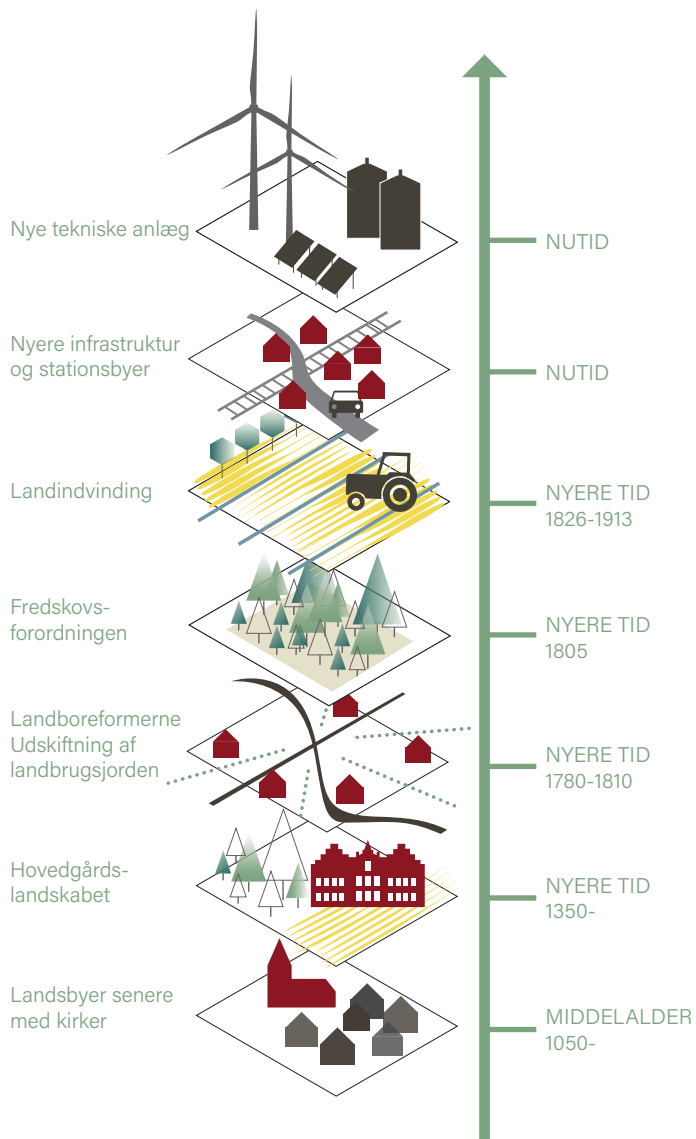 Nye tekniske anlæg
NUTID
Nyere infrastruktur
og stationsbyer
NUTID
Landindvinding
NYERE TID
1826-1913
Fredskovs-
forordningen
NYERE TID
1805
Landboreformerne
Udskiftning af
landbrugsjorden
NYERE TID
1780-1810
Hovedgårds-
landskabet
NYERE TID
1350-
Landsbyer senere
med kirker
MIDDELALDER
1050-